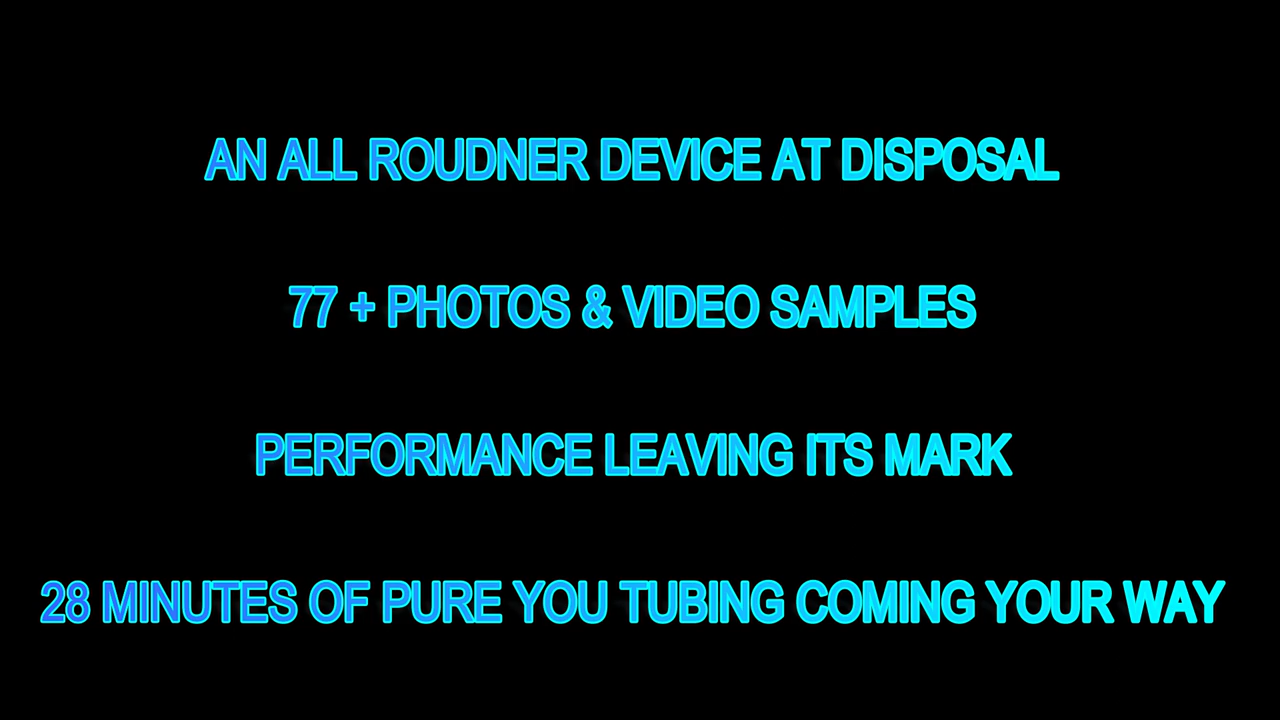 AN ALL ROUDNER DEVICE AT DISPOSAL
77 + PHOTOS & VIDEO SAMPLES
PERFORMANCE LEAVING ITS MARK
28 MINUTES OF PURE YOU TUBING COMING YOUR WAY